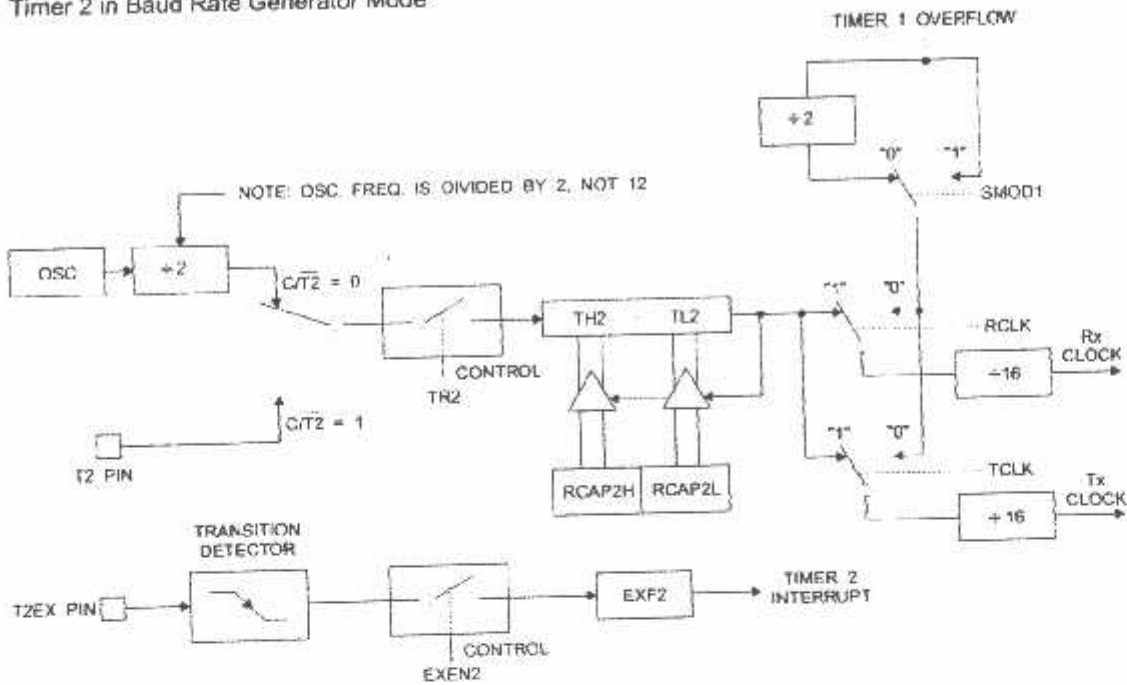 Timer 2 in Baud Rate Generator Mode
TIMER 1 OVERFLOW
÷2
"0" "1"
SMOD1
NOTE: OSC. FREQ. IS DIVIDED BY 2, NOT 12
OSC
÷2
C/T2 = 0
TH2 TL2
"1" "0"
RCLK
Rx
CLOCK
÷16
CONTROL
TR2
C/T2 = 1
T2 PIN
RCAP2H RCAP2L
"1" "0"
TCLK
Tx
CLOCK
÷16
TRANSITION
DETECTOR
T2EX PIN
EXF2
TIMER 2
INTERRUPT
CONTROL
EXEN2